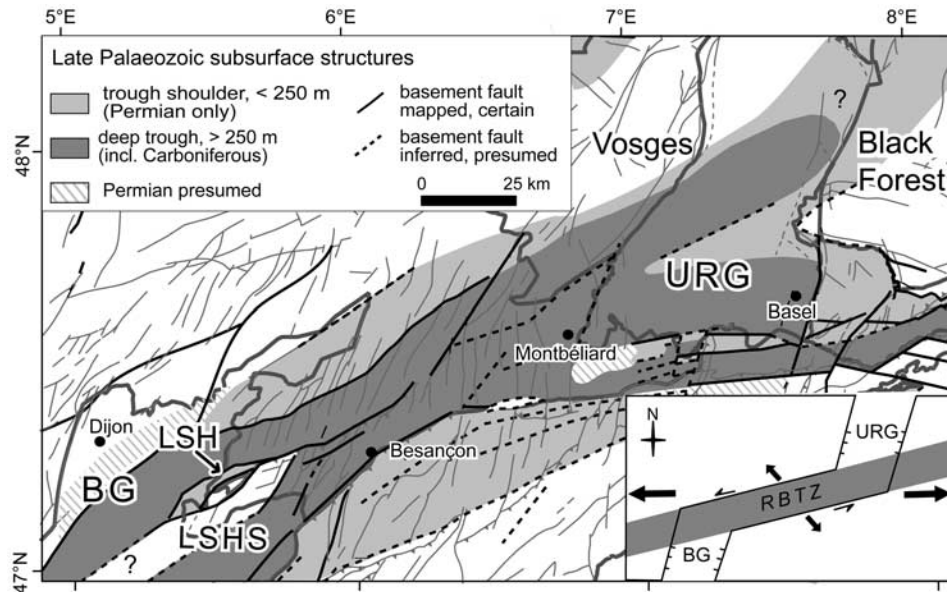 5°E
6°E
7°E
8°E
Late Palaeozoic subsurface structures
trough shoulder, < 250 m
(Permian only)
deep trough, > 250 m
(incl. Carboniferous)
Permian presumed
basement fault
mapped, certain
basement fault
inferred, presumed
0 25 km
48°N
47°N
Vosges
?
Black
Forest
URG
Basel
Montbéliard
Dijon
LSH
BG
Besançon
LSHS
?
N
URG
RBTZ
BG